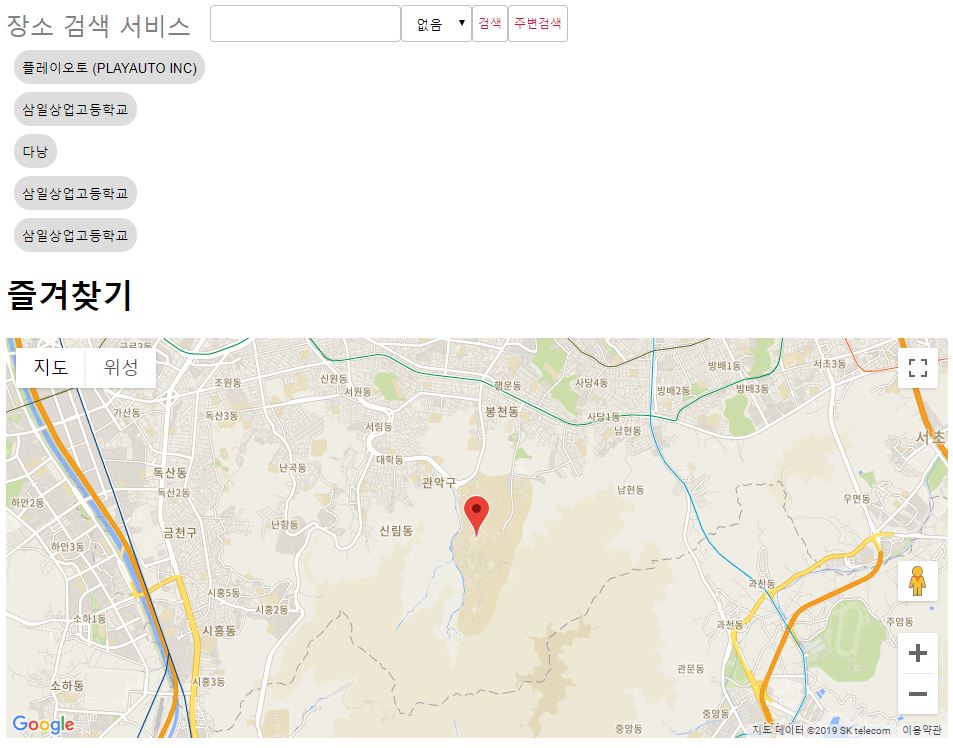 장소 검색 서비스 없음 검색 주변검색
플레이오토 (PLAYAUTO INC)
삼일상업고등학교
다낭
삼일상업고등학교
삼일상업고등학교
즐겨찾기
지도 위성
구로3동
조원동
신원동
서원동
행운동
사당4동
방배1동
서초3동
방배2동
방배3동
가산동
독산3동
서림동
봉천동
사당1동
남현동
서초
대학동
난곡동
독산동
독산2동
관악구
남현동
우면동
하안2동
금천구
난향동
신림동
하안3동
과천동
시흥5동
시흥2동
소하1동
시흥동
과천동
주암동
관문동
소하동
시흥3동
중앙동
중앙동
Google
지도 데이터 ©2019 SK telecom 이용약관